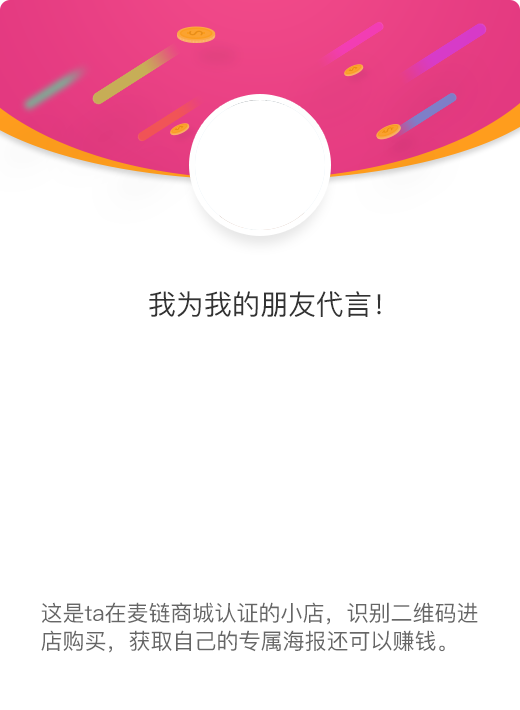 我为我的朋友代言！
这是ta在麦链商城认证的小店，识别二维码进
店购买，获取自己的专属海报还可以赚钱。